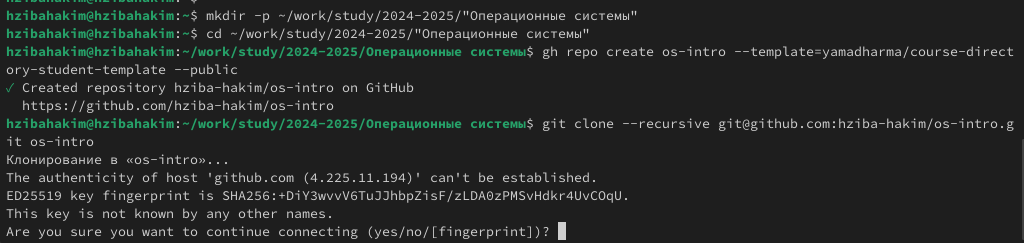 hzibahakim@hzibahakim:~$ mkdir -p ~/work/study/2024-2025/"Операционные системы"
hzibahakim@hzibahakim:~$ cd ~/work/study/2024-2025/"Операционные системы"
hzibahakim@hzibahakim:~/work/study/2024-2025/Операционные системы$ gh repo create os-intro --template=yamadharma/course-direct
ory-student-template --public
✓ Created repository hziba-hakim/os-intro on GitHub
  https://github.com/hziba-hakim/os-intro
hzibahakim@hzibahakim:~/work/study/2024-2025/Операционные системы$ git clone --recursive git@github.com:hziba-hakim/os-intro.g
it os-intro
Клонирование в «os-intro»...
The authenticity of host 'github.com (4.225.11.194)' can't be established.
ED25519 key fingerprint is SHA256:+DiY3wvvV6TuJJhbpZisF/zLDA0zPMSvHdkr4UvCOqU.
This key is not known by any other names.
Are you sure you want to continue connecting (yes/no/[fingerprint])?